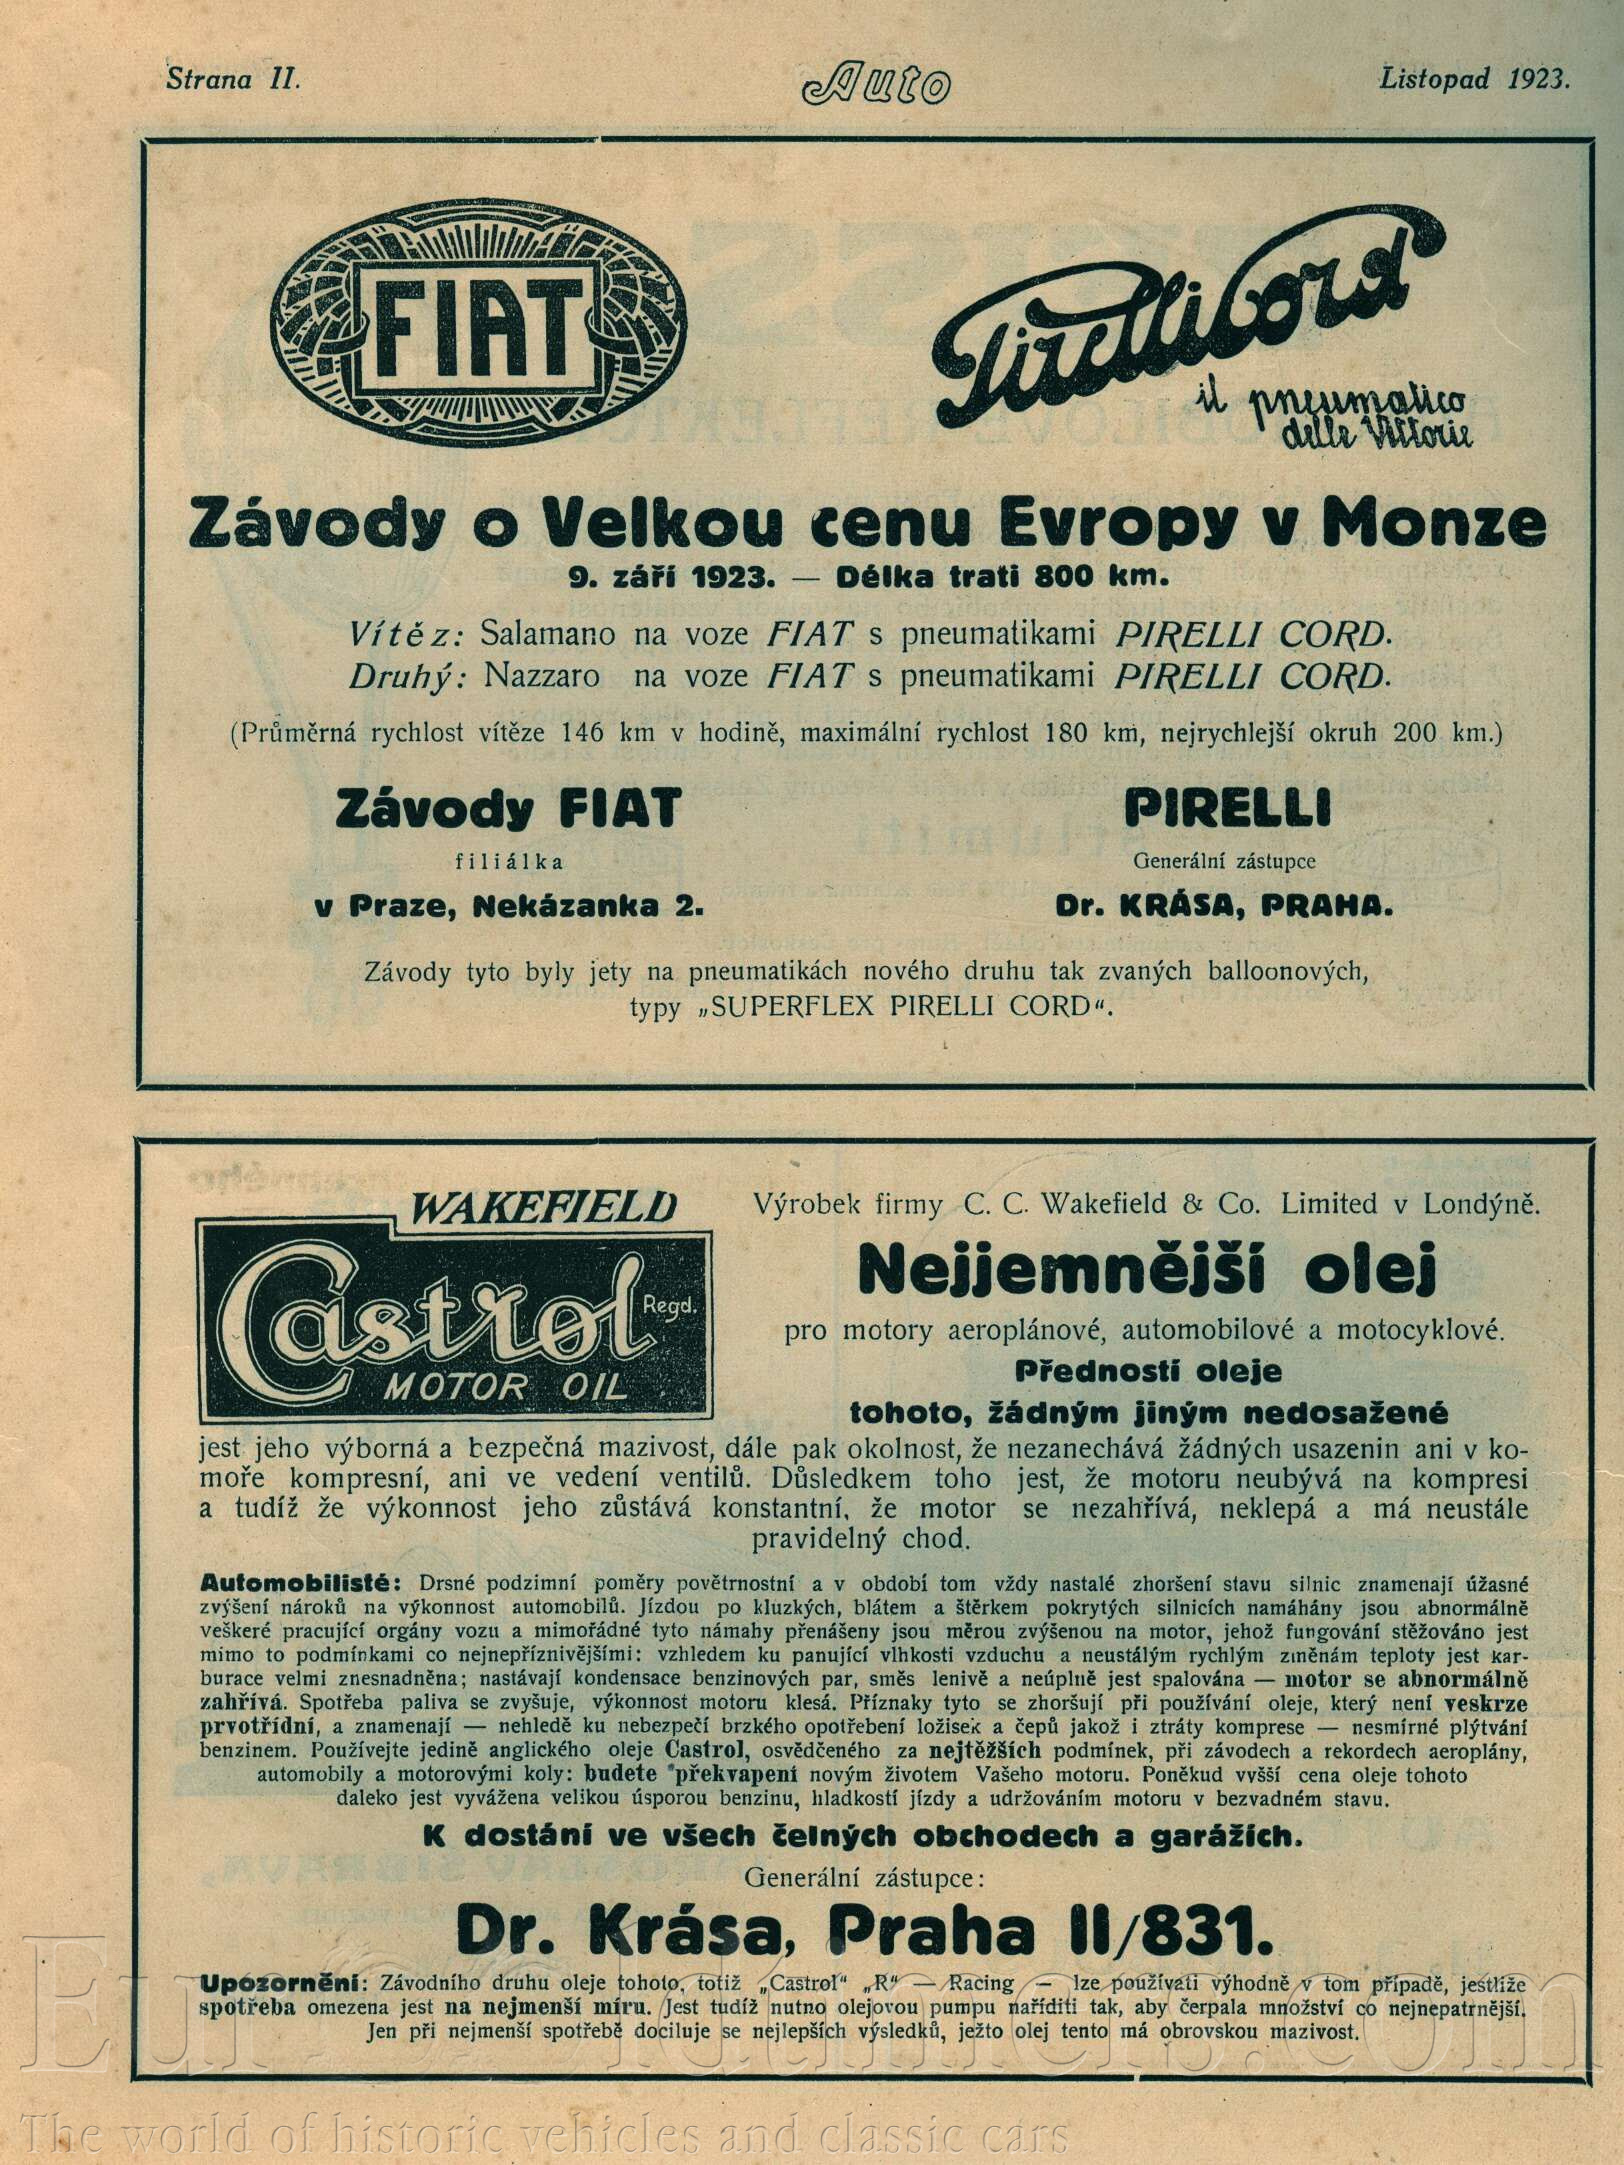 Strana II.
Auto
Listopad 1923.
FIAT
Pirelli Cord
il pneumatico
delle Vittorie
Závody o Velkou cenu Evropy v Monze
9. září 1923. — Délka trati 800 km.
Vítěz: Salamano na voze FIAT s pneumatikami PIRELLI CORD.
Druhý: Nazzaro na voze FIAT s pneumatikami PIRELLI CORD.
(Průměrná rychlost vítěze 146 km v hodině, maximální rychlost 180 km, nejrychlejší okruh 200 km.)
Závody FIAT
filiálka
v Praze, Nekázanka 2.
PIRELLI
Generální zástupce
Dr. KRÁSA, PRAHA.
Závody tyto byly jety na pneumatikách nového druhu tak zvaných balloonových,
typy „SUPERFLEX PIRELLI CORD“.
WAKEFIELD
Castrol Regd.
MOTOR OIL
Výrobek firmy C. C. Wakefield & Co. Limited v Londýně.
Nejjemnější olej
pro motory aeroplánové, automobilové a motocyklové.
Přednosti oleje
tohoto, žádným jiným nedosažené
jest jeho výborná a bezpečná mazivost, dále pak okolnost, že nezanechává žádných usazenin ani v ko-
moře kompresní, ani ve vedení ventilů. Důsledkem toho jest, že motoru neubývá na kompresi
a tudíž že výkonnost jeho zůstává konstantní, že motor se nezahřívá, neklepá a má neustále
pravidelný chod.
Automobilisté: Drsné podzimní poměry povětrnostní a v období tom vždy nastalé zhoršení stavu silnic znamenají úžasné
zvýšení nároků na výkonnost automobilů. Jízdou po kluzkých, blátem a štěrkem pokrytých silnicích namáhány jsou abnormálně
veškeré pracující orgány vozu a mimořádné tyto námahy přenášeny jsou měrou zvýšenou na motor, jehož fungování stěžováno jest
mimo to podmínkami co nejnepříznivějšími: vzhledem ku panující vlhkosti vzduchu a neustálým rychlým změnám teploty jest kar-
burace velmi znesnadněna; nastávají kondensace benzinových par, směs lenivě a neúplně jest spalována — motor se abnormálně
zahřívá. Spotřeba paliva se zvyšuje, výkonnost motoru klesá. Příznaky tyto se zhoršují při používání oleje, který není veskrze
prvotřídní, a znamenají — nehledě ku nebezpečí brzkého opotřebení ložisek a čepů jakož i ztráty komprese — nesmírné plýtvání
benzinem. Používejte jedině anglického oleje Castrol, osvědčeného za nejtěžších podmínek, při závodech a rekordech aeroplány,
automobily a motorovými koly: budete překvapeni novým životem Vašeho motoru. Poněkud vyšší cena oleje tohoto
daleko jest vyvážena velikou úsporou benzinu, hladkostí jízdy a udržováním motoru v bezvadném stavu.
K dostání ve všech čelných obchodech a garážích.
Generální zástupce:
Dr. Krása, Praha II/831.
Upozornění: Závodního druhu oleje tohoto, totiž „Castrol“ „R“ — Racing — lze používati výhodně v tom případě, jestliže
spotřeba omezena jest na nejmenší míru. Jest tudíž nutno olejovou pumpu naříditi tak, aby čerpala množství co nejnepatrnější.
Jen při nejmenší spotřebě dociluje se nejlepších výsledků, ježto olej tento má obrovskou mazivost.
Euro-Oldtimers.com
The world of historic vehicles and classic cars